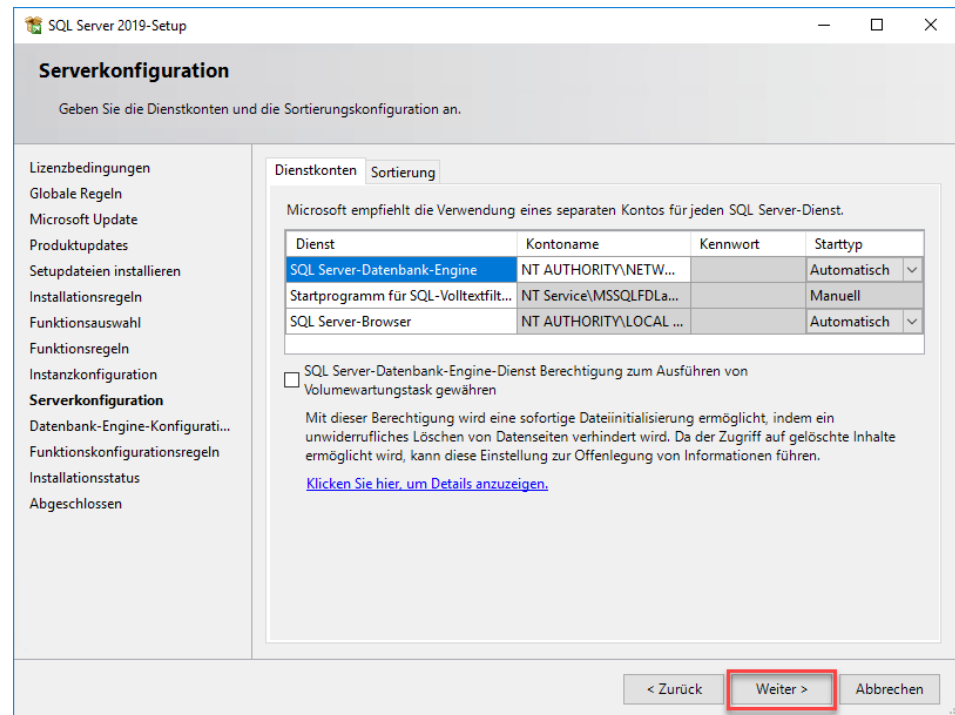 SQL Server 2019-Setup
Serverkonfiguration
Geben Sie die Dienstkonten und die Sortierungskonfiguration an.
Lizenzbedingungen
Globale Regeln
Microsoft Update
Produktupdates
Setupdateien installieren
Installationsregeln
Funktionsauswahl
Funktionsregeln
Instanzkonfiguration
Serverkonfiguration
Datenbank-Engine-Konfigurati...
Funktionskonfigurationsregeln
Installationsstatus
Abgeschlossen
Dienstkonten Sortierung
Microsoft empfiehlt die Verwendung eines separaten Kontos für jeden SQL Server-Dienst.
Dienst Kontoname Kennwort Starttyp
SQL Server-Datenbank-Engine NT AUTHORITY\NETW... Automatisch
Startprogramm für SQL-Volltextfilt... NT Service\MSSQLFDLa... Manuell
SQL Server-Browser NT AUTHORITY\LOCAL ... Automatisch
SQL Server-Datenbank-Engine-Dienst Berechtigung zum Ausführen von
Volumewartungstask gewähren
Mit dieser Berechtigung wird eine sofortige Dateiinitialisierung ermöglicht, indem ein
unwiderrufliches Löschen von Datenseiten verhindert wird. Da der Zugriff auf gelöschte Inhalte
ermöglicht wird, kann diese Einstellung zur Offenlegung von Informationen führen.
Klicken Sie hier, um Details anzuzeigen.
< Zurück Weiter > Abbrechen